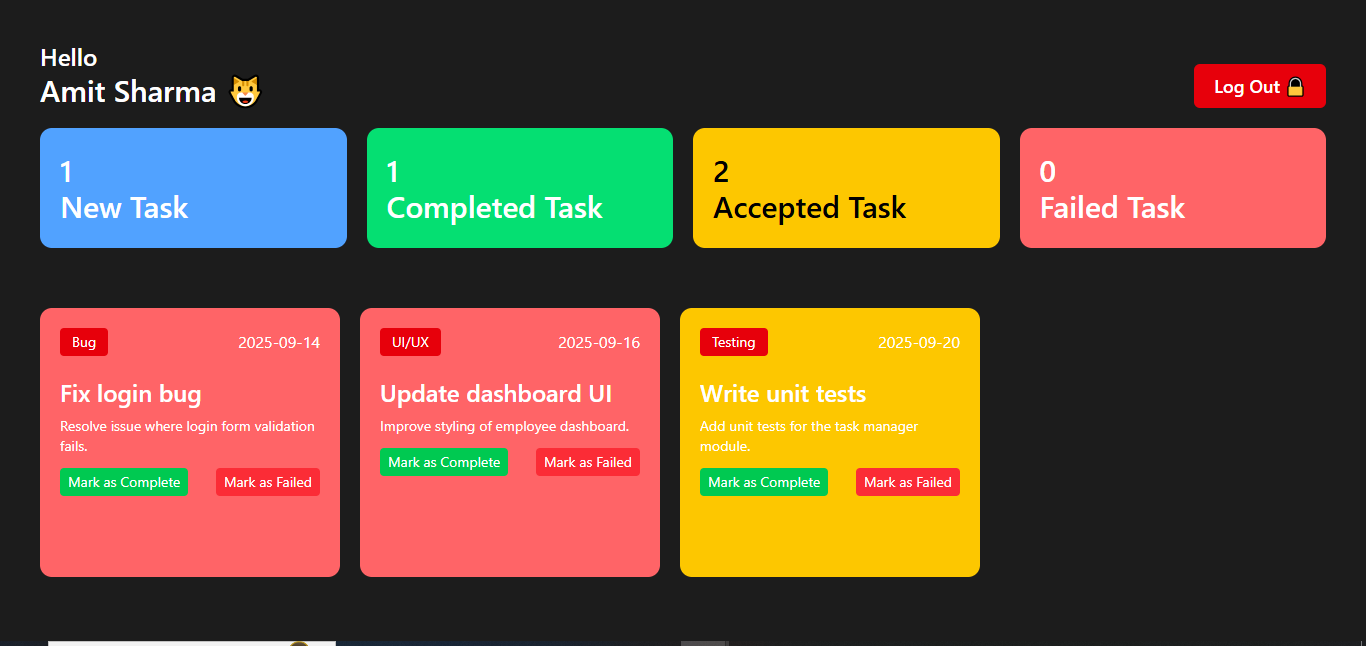 Hello
Amit Sharma 😺
Log Out 🔒
1
New Task
1
Completed Task
2
Accepted Task
0
Failed Task
Bug
2025-09-14
Fix login bug
Resolve issue where login form validation
fails.
Mark as Complete
Mark as Failed
UI/UX
2025-09-16
Update dashboard UI
Improve styling of employee dashboard.
Mark as Complete
Mark as Failed
Testing
2025-09-20
Write unit tests
Add unit tests for the task manager
module.
Mark as Complete
Mark as Failed